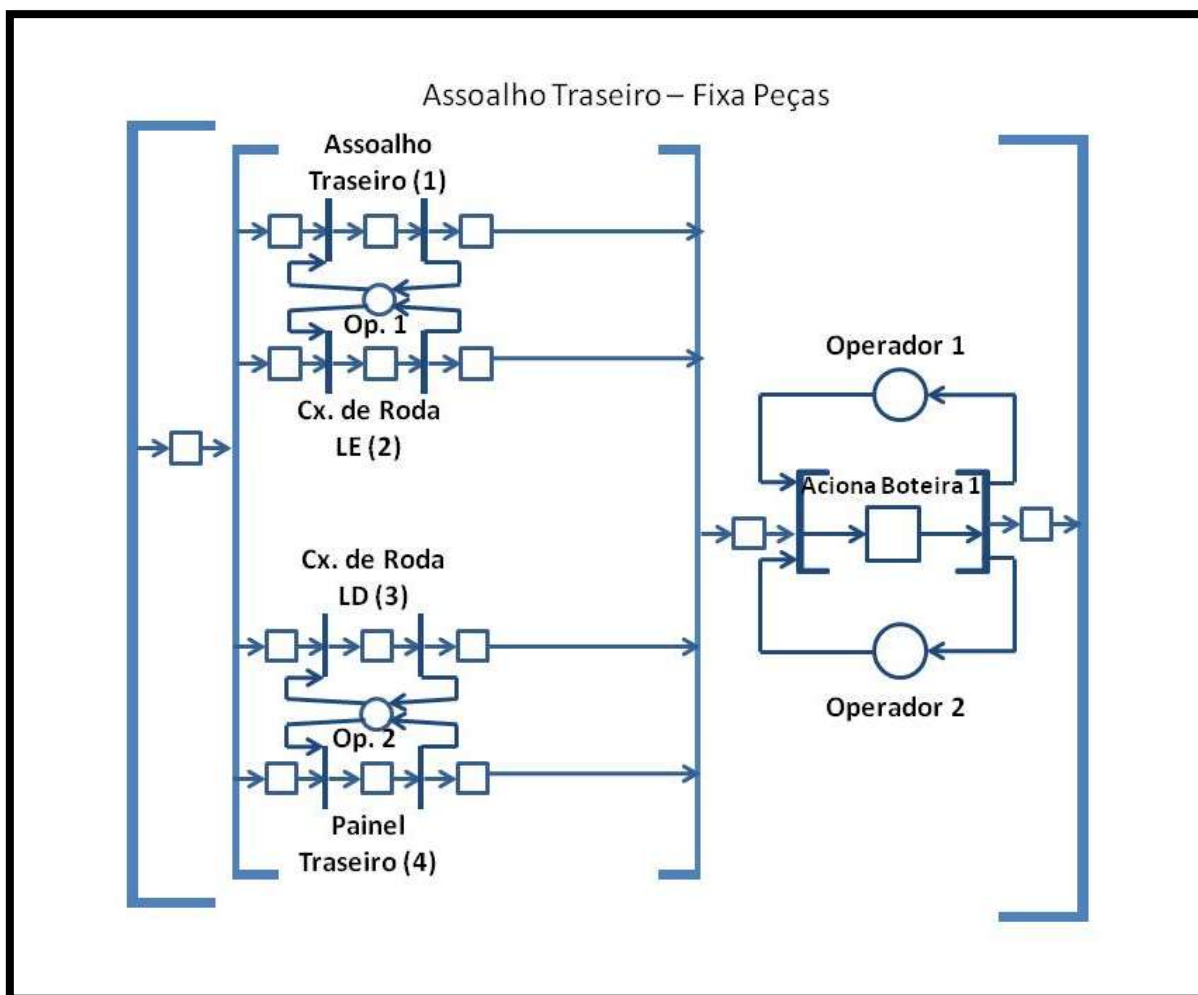 Assoalho Traseiro – Fixa Peças
Assoalho
Traseiro (1)
Op. 1
Cx. de Roda
LE (2)
Cx. de Roda
LD (3)
Op. 2
Painel
Traseiro (4)
Operador 1
Aciona Boteira 1
Operador 2